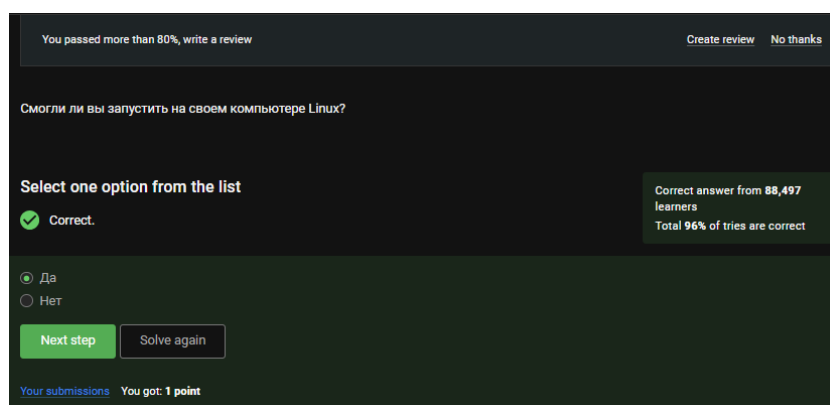 You passed more than 80%, write a review
Create review
No thanks
Смогли ли вы запустить на своем компьютере Linux?
Select one option from the list
Correct.
Correct answer from 88,497
learners
Total 96% of tries are correct
Да
Нет
Next step
Solve again
Your submissions
You got: 1 point